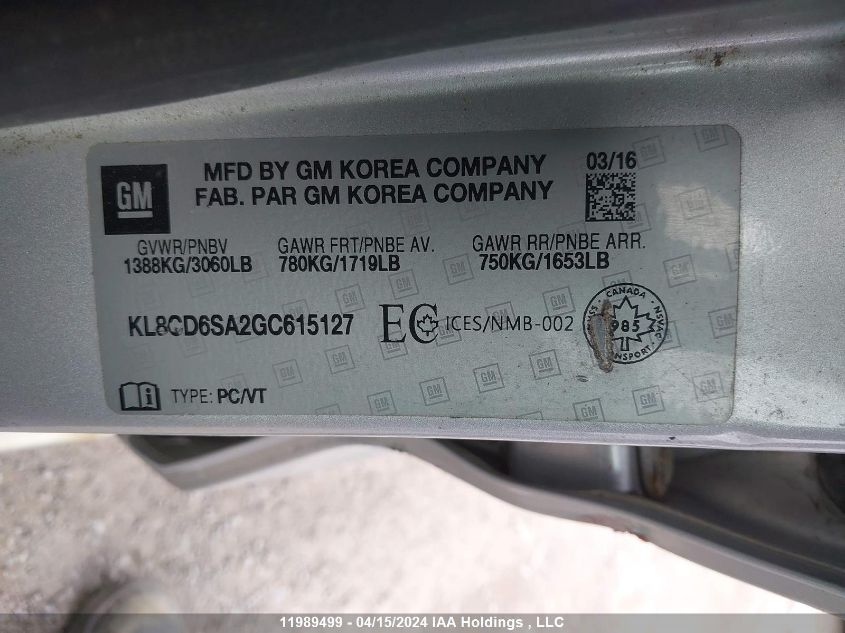 GM
MFD BY GM KOREA COMPANY
FAB. PAR GM KOREA COMPANY
03/16
GVWR/PNBV
1388KG/3060LB
GAWR FRT/PNBE AV.
780KG/1719LB
GAWR RR/PNBE ARR.
750KG/1653LB
KL8CD6SA2GC615127
EC ICES/NMB-002
985
TRANSPORT
TYPE: PC/VT
11989499 - 04/15/2024 IAA Holdings , LLC